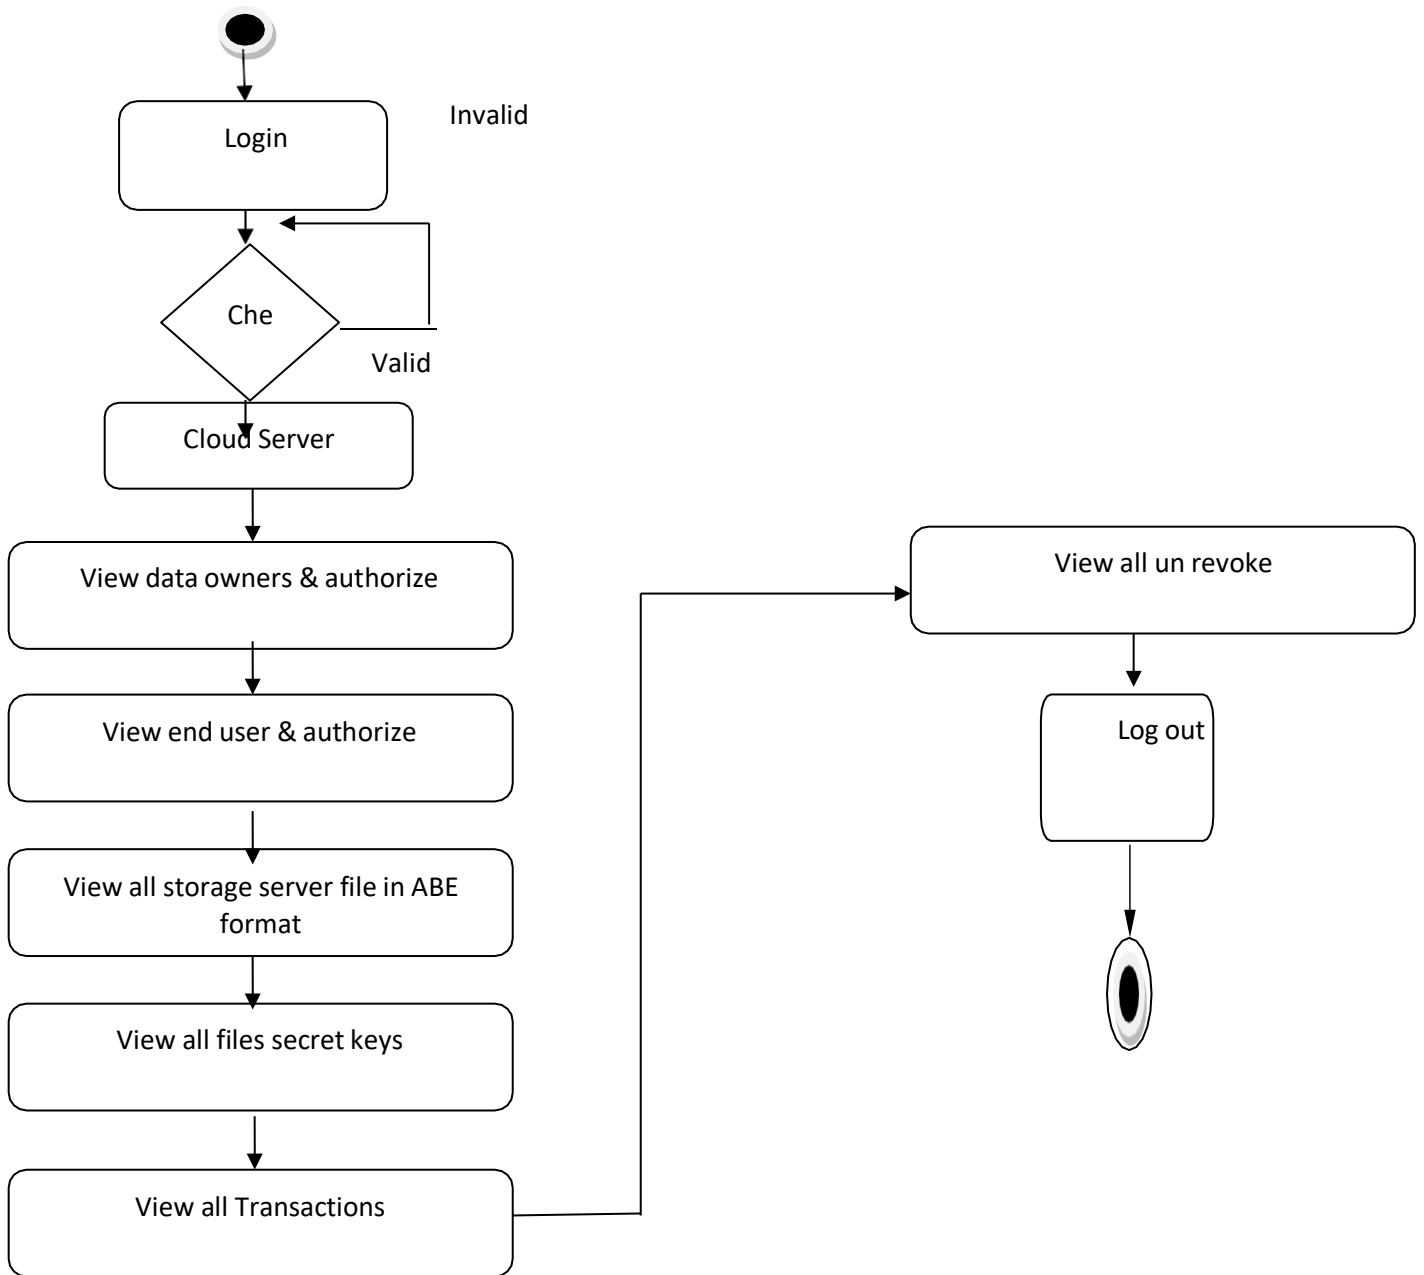 Invalid
Login
Che
Valid
Cloud Server
View data owners & authorize
View end user & authorize
View all storage server file in ABE
format
View all files secret keys
View all Transactions
View all un revoke
Log out